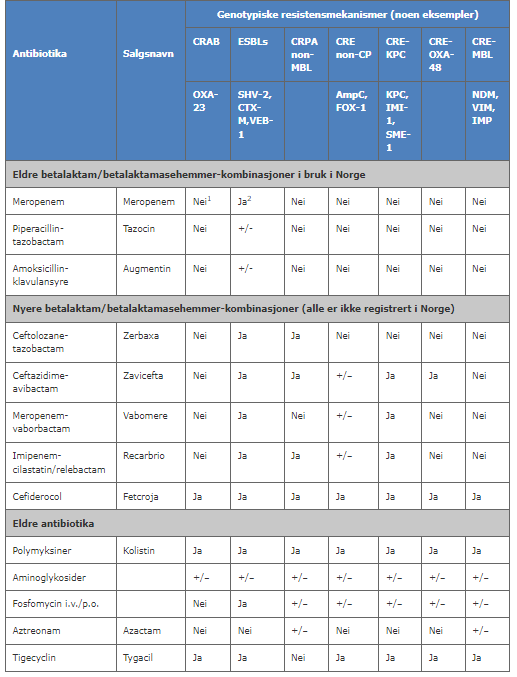 Antibiotika Salgsnavn Genotypiske resistensmekanismer (noen eksempler)
CRAB ESBLs CRPA non-MBL CRE non-CP CRE-KPC CRE-OXA-48 CRE-MBL
OXA-23 SHV-2, CTX-M,VEB-1 AmpC, FOX-1 KPC, IMI-1, SME-1 NDM, VIM, IMP
Eldre betalaktam/betalaktamasehemmer-kombinasjoner i bruk i Norge
Meropenem Meropenem Nei1 Ja2 Nei Nei Nei Nei Nei
Piperacillin-tazobactam Tazocin Nei +/- Nei Nei Nei Nei Nei
Amoksicillin-klavulansyre Augmentin Nei +/- Nei Nei Nei Nei Nei
Nyere betalaktam/betalaktamasehemmer-kombinasjoner (alle er ikke registrert i Norge)
Ceftolozane-tazobactam Zerbaxa Nei Ja Ja Nei Nei Nei Nei
Ceftazidime-avibactam Zavicefta Nei Ja Ja +/– Ja Ja Nei
Meropenem-vaborbactam Vabomere Nei Ja Nei +/– Ja Nei Nei
Imipenem-cilastatin/relebactam Recarbrio Nei Ja Ja +/– Ja Nei Nei
Cefiderocol Fetcroja Ja Ja Ja Ja Ja Ja Ja
Eldre antibiotika
Polymyksiner Kolistin Ja Ja Ja Ja Ja Ja Ja
Aminoglykosider +/– +/– +/– +/– +/– +/– +/–
Fosfomycin i.v./p.o. Nei Ja +/– +/– +/– +/– +/–
Aztreonam Azactam Nei Nei +/– Nei Nei Nei +/–
Tigecyclin Tygacil Ja Ja Nei Ja Ja Ja Ja